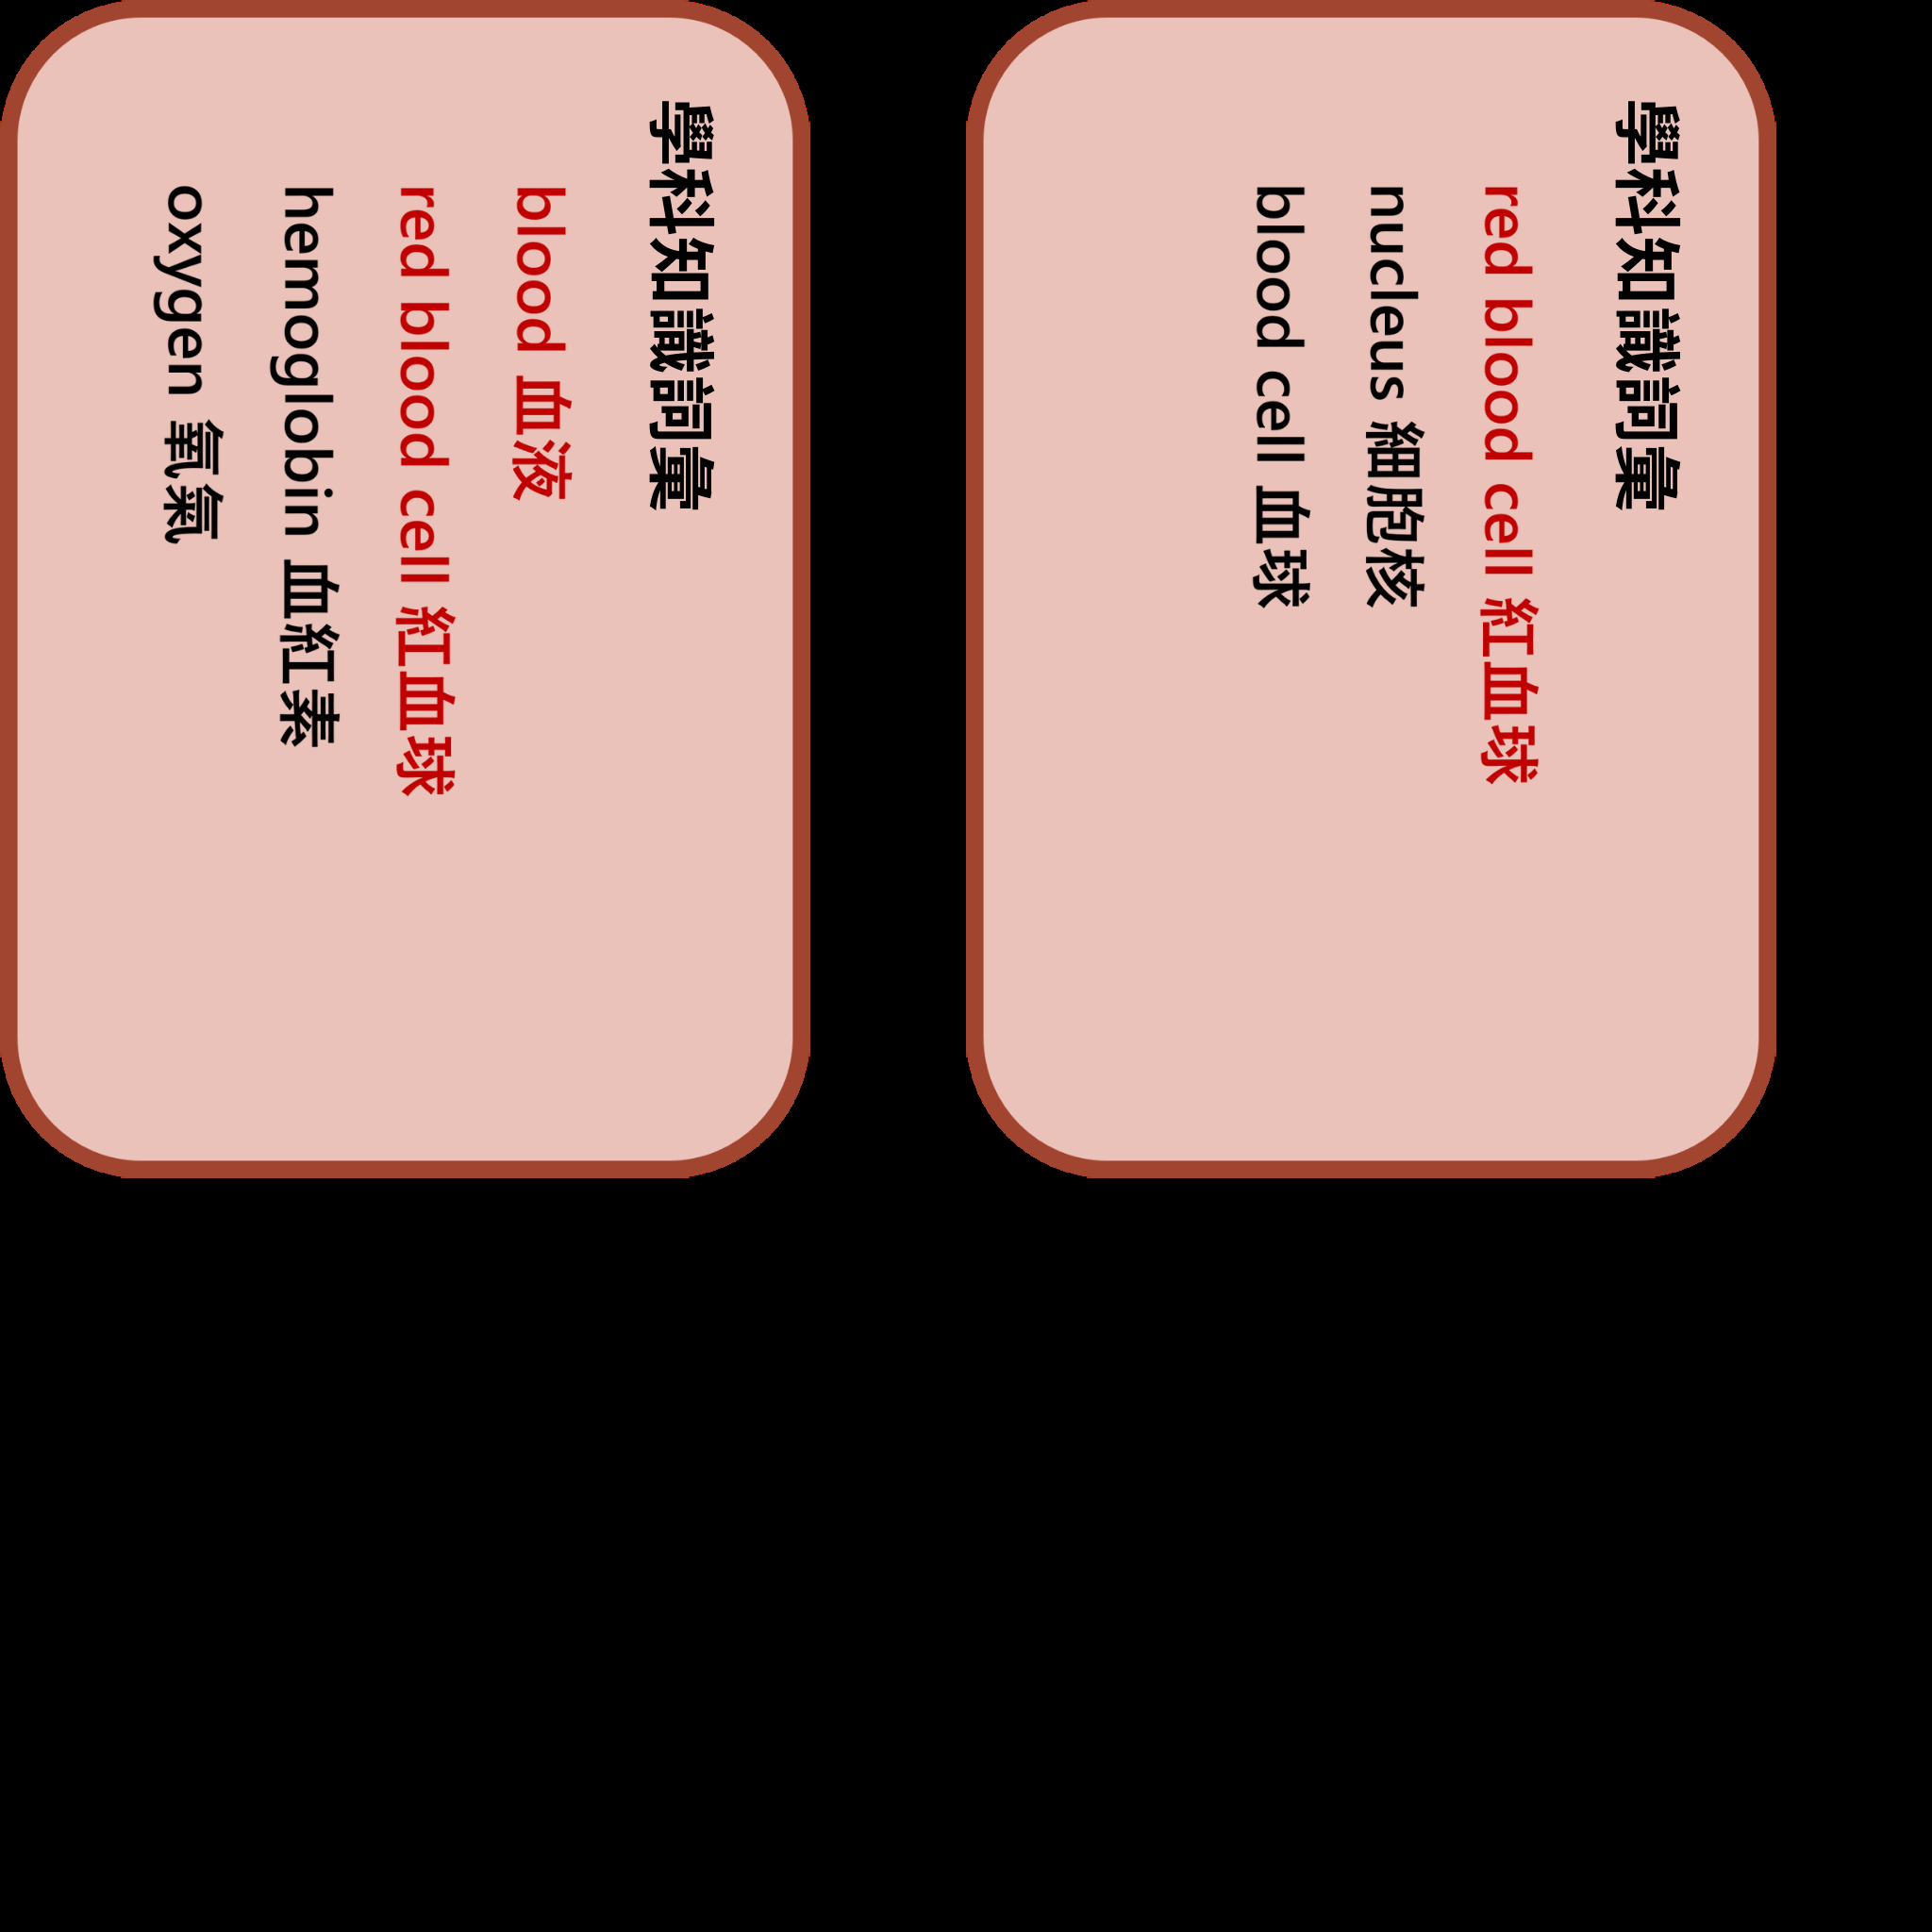 學科知識詞彙
blood 血液
red blood cell 紅血球
hemoglobin 血紅素
oxygen 氧氣
學科知識詞彙
red blood cell 紅血球
nucleus 細胞核
blood cell 血球